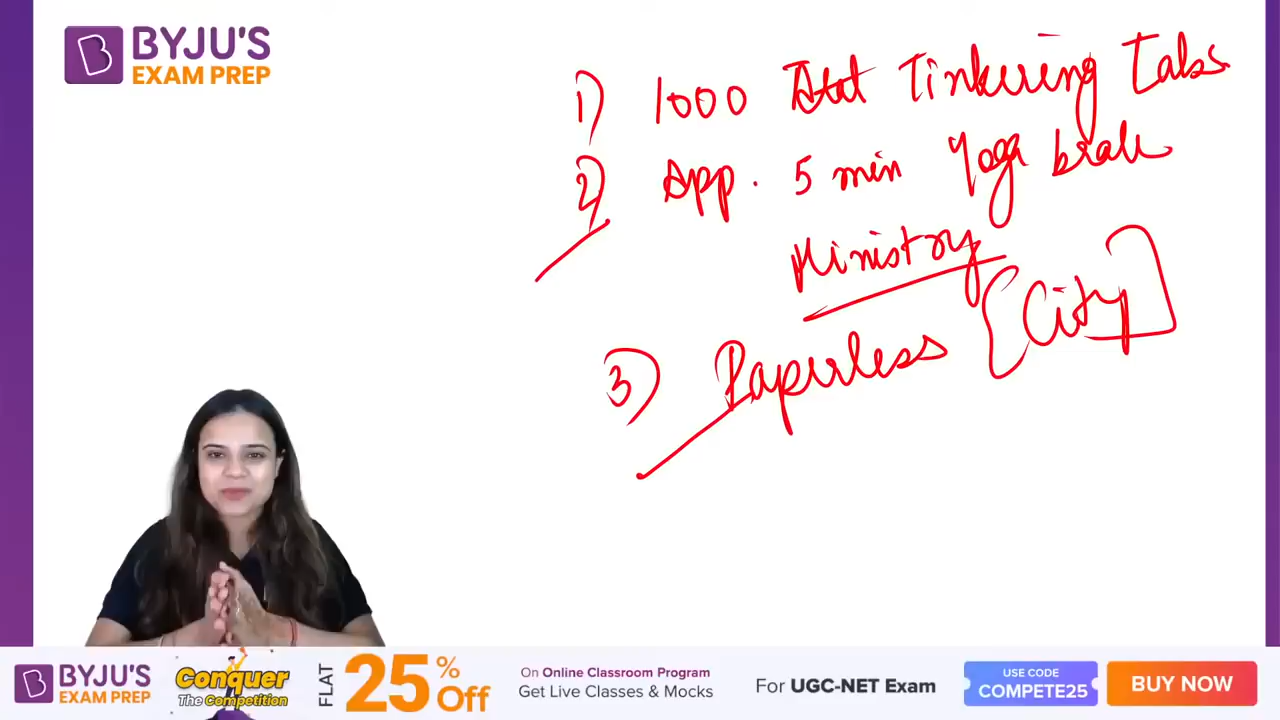 BYJU'S
EXAM PREP
1) 1000 Atal Tinkering Labs
2) App. 5 min Yoga break
Ministry
3) Paperless [City]
BYJU'S
EXAM PREP
Conquer
The Competition
FLAT 25% Off
On Online Classroom Program
Get Live Classes & Mocks
For UGC-NET Exam
USE CODE
COMPETE25
BUY NOW